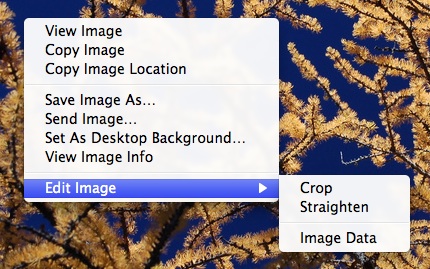 View Image
Copy Image
Copy Image Location
Save Image As…
Send Image…
Set As Desktop Background…
View Image Info
Edit Image
Crop
Straighten
Image Data